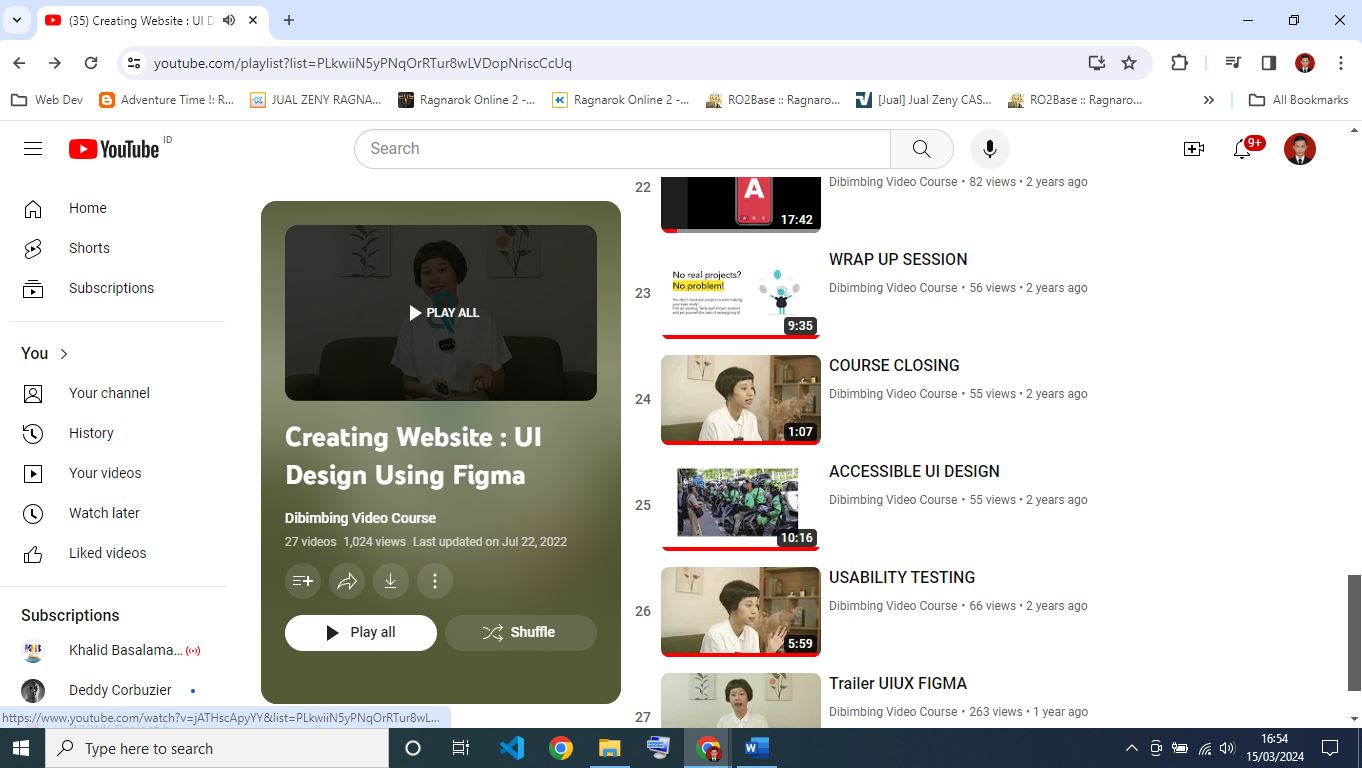 (35) Creating Website : UI D
youtube.com/playlist?list=PLkwiiN5yPNqOrRTur8wLVDopNriscCcUq
Web Dev
Adventure Time !: R...
JUAL ZENY RAGNA...
Ragnarok Online 2 -...
Ragnarok Online 2 -...
RO2Base :: Ragnaro...
[Jual] Jual Zeny CAS...
RO2Base :: Ragnaro...
»
All Bookmarks
YouTube ID
Search
9+
Home
Shorts
Subscriptions
You
Your channel
History
Your videos
Watch later
Liked videos
Subscriptions
Khalid Basalama...
Deddy Corbuzier
PLAY ALL
Creating Website : UI
Design Using Figma
Dibimbing Video Course
27 videos 1,024 views Last updated on Jul 22, 2022
Play all
Shuffle
22
A
17:42
Dibimbing Video Course • 82 views • 2 years ago
23
No real projects?
No problem!
9:35
WRAP UP SESSION
Dibimbing Video Course • 56 views • 2 years ago
24
1:07
COURSE CLOSING
Dibimbing Video Course • 55 views • 2 years ago
25
10:16
ACCESSIBLE UI DESIGN
Dibimbing Video Course • 55 views • 2 years ago
26
5:59
USABILITY TESTING
Dibimbing Video Course • 66 views • 2 years ago
27
Trailer UIUX FIGMA
Dibimbing Video Course • 263 views • 1 year ago
https://www.youtube.com/watch?v=jATHscApyYY&list=PLkwiiN5yPNqOrRTur8wL...
Type here to search
16:54
15/03/2024